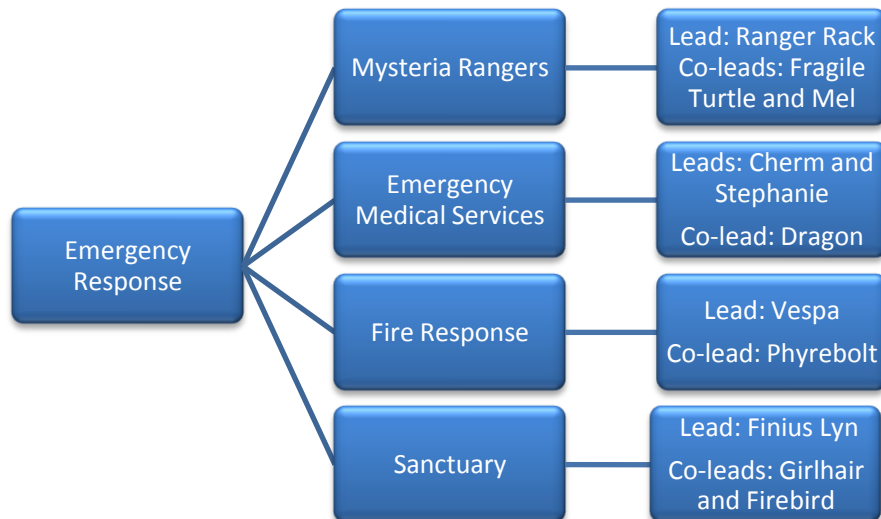 Emergency
Response
Mysteria Rangers
Lead: Ranger Rack
Co-leads: Fragile
Turtle and Mel
Emergency
Medical Services
Leads: Cherm and
Stephanie
Co-lead: Dragon
Fire Response
Lead: Vespa
Co-lead: Phyrebolt
Sanctuary
Lead: Finius Lyn
Co-leads: Girlhair
and Firebird